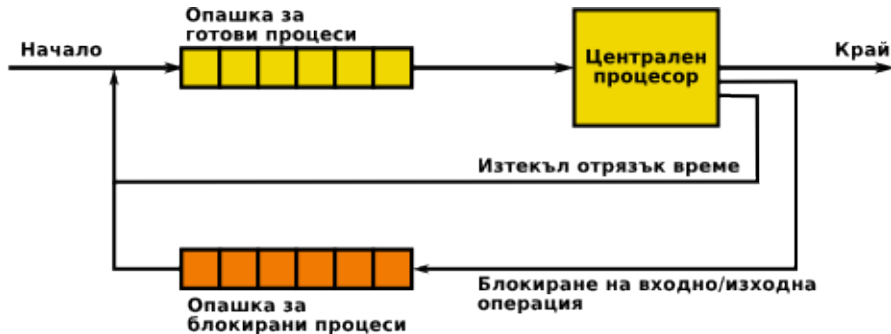 Опашка за
готови процеси
Начало
Централен
процесор
Край
Изтекъл отрязък време
Блокиране на входно/изходна
операция
Опашка за
блокирани процеси